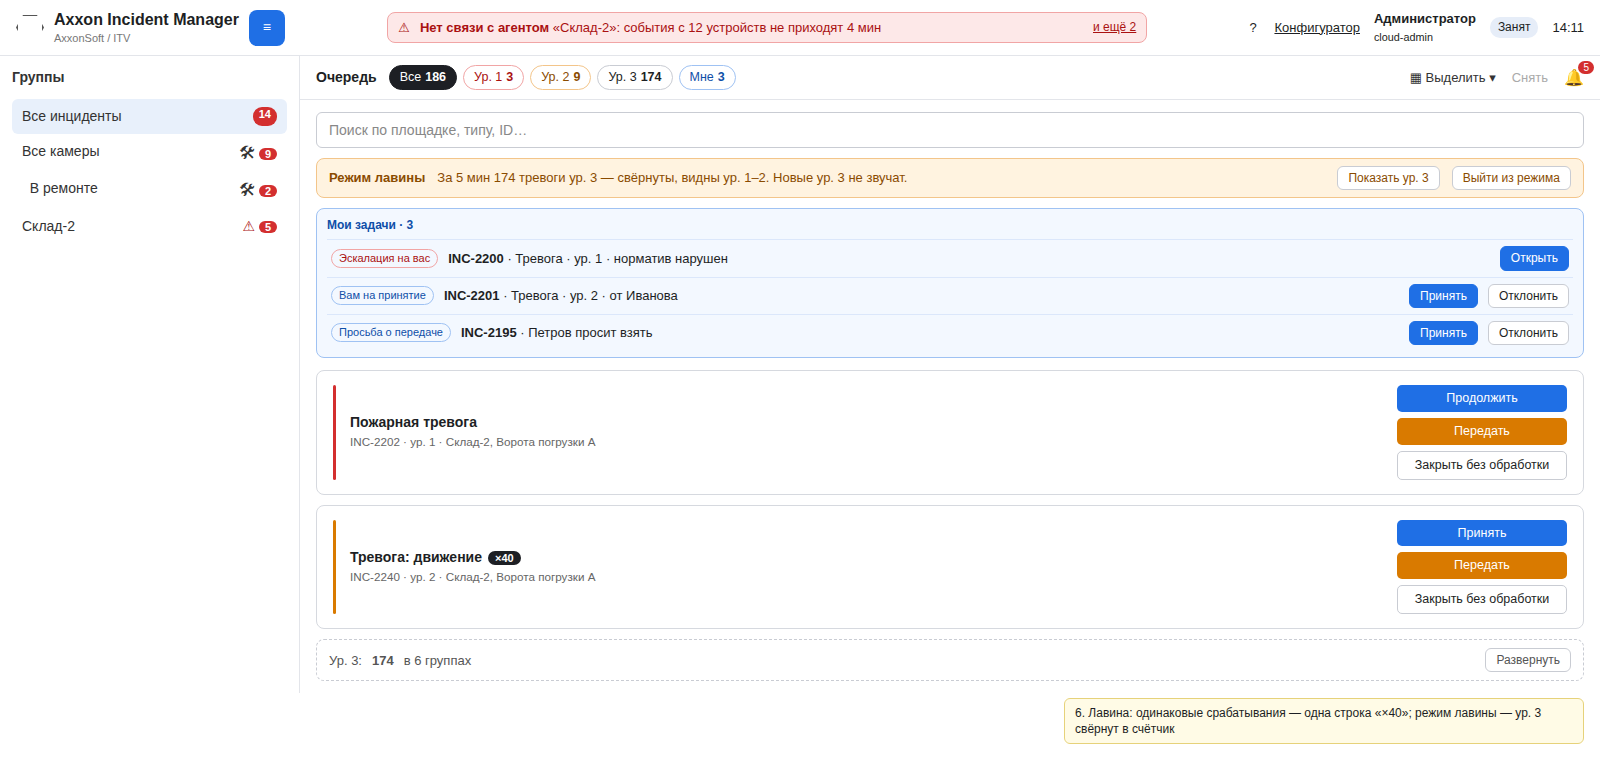 Axxon Incident Manager
AxxonSoft / ITV
≡
⚠ Нет связи с агентом «Склад-2»: события с 12 устройств не приходят 4 мин
и ещё 2
?
Конфигуратор
Администратор
cloud-admin
Занят
14:11
Группы
Все инциденты 14
Все камеры 🛠 9
В ремонте 🛠 2
Склад-2 ⚠ 5
Очередь Все 186 Ур. 1 3 Ур. 2 9 Ур. 3 174 Мне 3
▦ Выделить ▾ Снять 🔔 5
Поиск по площадке, типу, ID…
Режим лавины За 5 мин 174 тревоги ур. 3 — свёрнуты, видны ур. 1–2. Новые ур. 3 не звучат.
Показать ур. 3 Выйти из режима
Мои задачи · 3
Эскалация на вас INC-2200 · Тревога · ур. 1 · норматив нарушен Открыть
Вам на принятие INC-2201 · Тревога · ур. 2 · от Иванова Принять Отклонить
Просьба о передаче INC-2195 · Петров просит взять Принять Отклонить
Пожарная тревога
INC-2202 · ур. 1 · Склад-2, Ворота погрузки А
Продолжить
Передать
Закрыть без обработки
Тревога: движение ×40
INC-2240 · ур. 2 · Склад-2, Ворота погрузки А
Принять
Передать
Закрыть без обработки
Ур. 3: 174 в 6 группах Развернуть
6. Лавина: одинаковые срабатывания — одна строка «×40»; режим лавины — ур. 3
свёрнут в счётчик